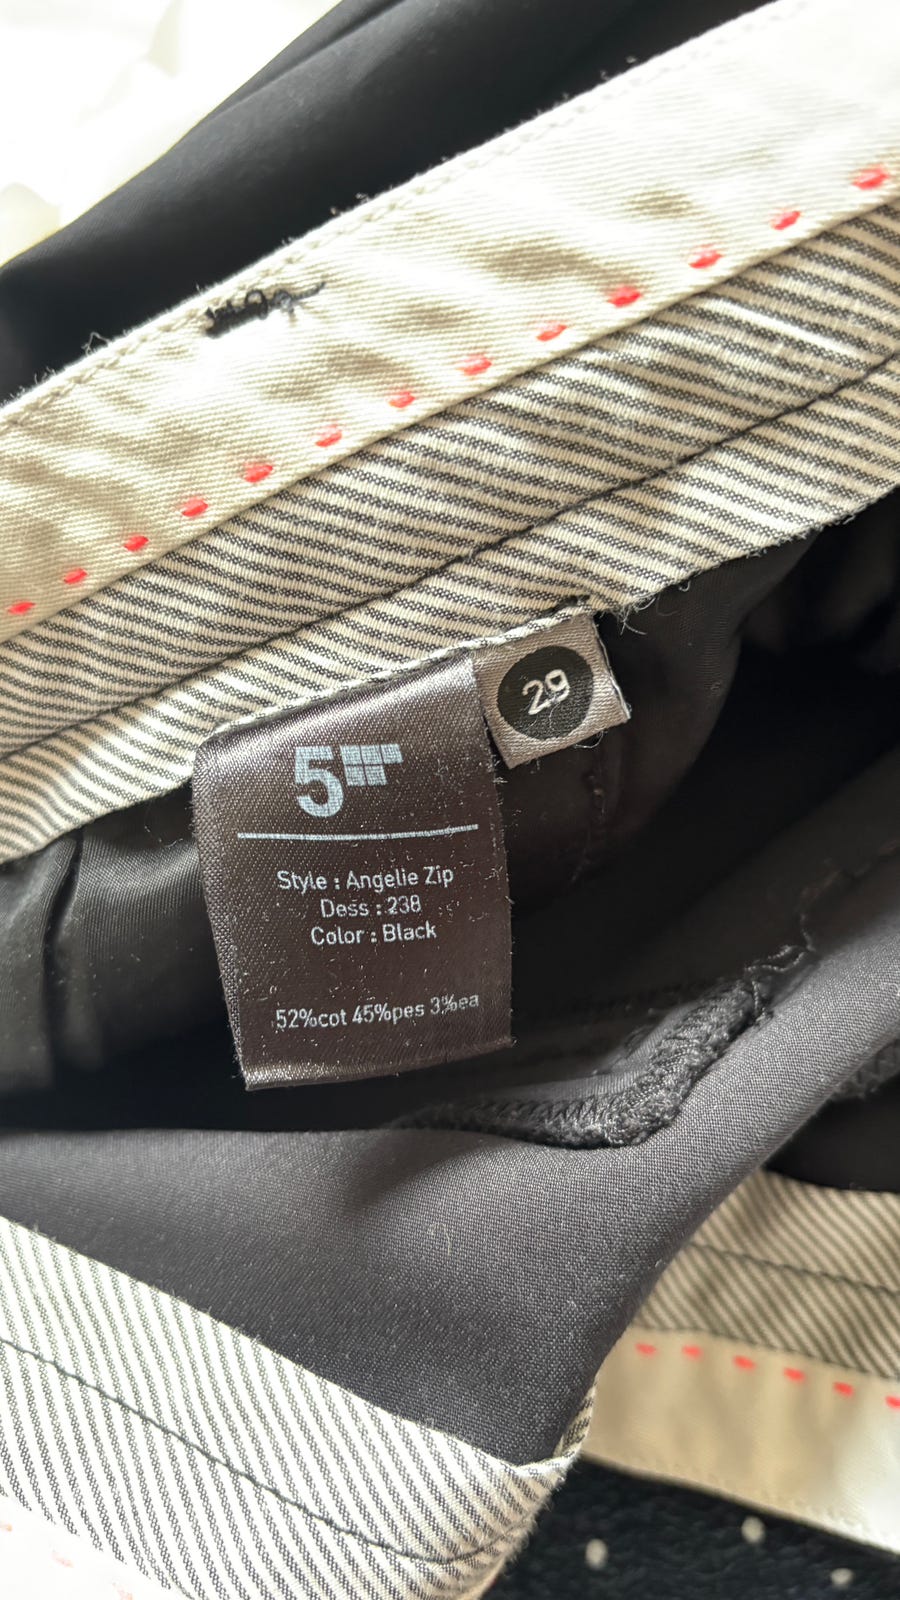 29
5
Style : Angelie Zip
Dess : 238
Color : Black
52%cot 45%pes 3%ea